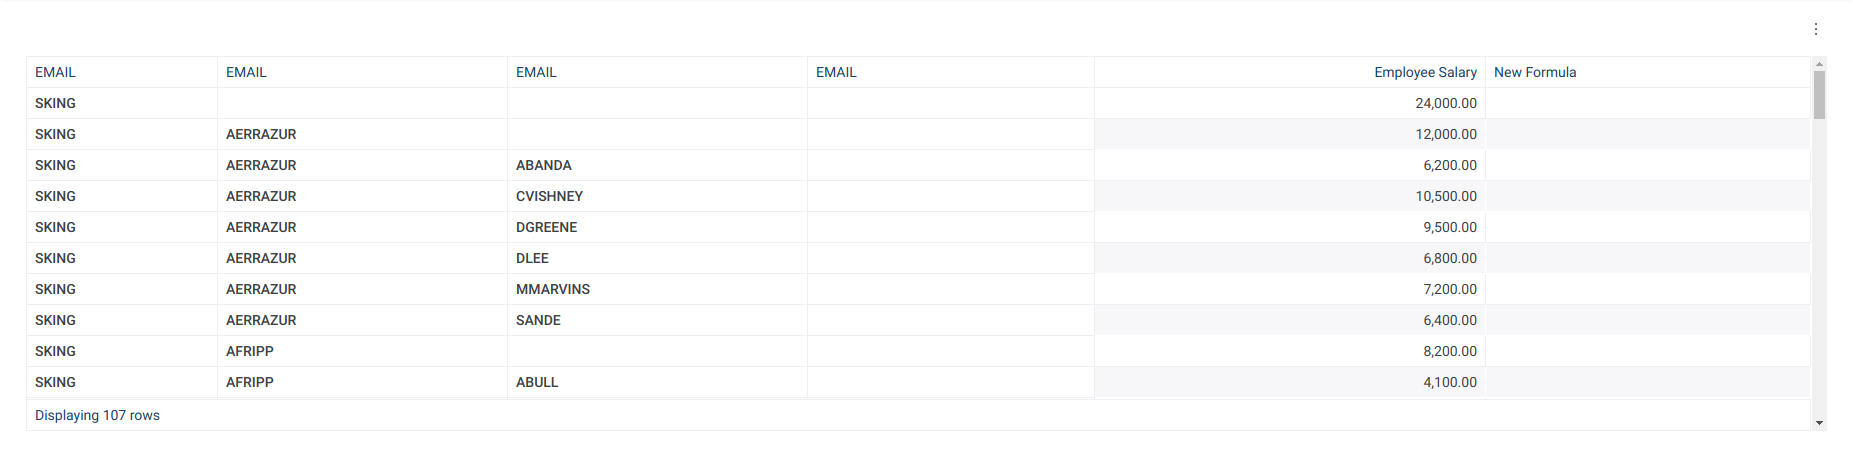 EMAIL EMAIL EMAIL EMAIL Employee Salary New Formula
SKING 24,000.00
SKING AERRAZUR 12,000.00
SKING AERRAZUR ABANDA 6,200.00
SKING AERRAZUR CVISHNEY 10,500.00
SKING AERRAZUR DGREENE 9,500.00
SKING AERRAZUR DLEE 6,800.00
SKING AERRAZUR MMARVINS 7,200.00
SKING AERRAZUR SANDE 6,400.00
SKING AFRIPP 8,200.00
SKING AFRIPP ABULL 4,100.00
Displaying 107 rows